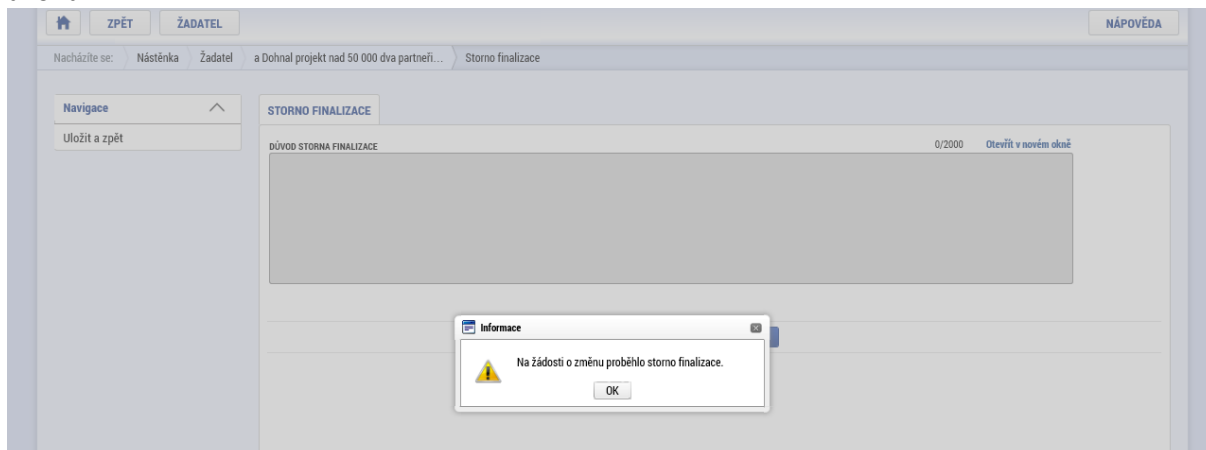 ZPĚT ŽADATEL NÁPOVĚDA
Nacházíte se: Nástěnka Žadatel a Dohnal projekt nad 50 000 dva partneři... Storno finalizace
Navigace STORNO FINALIZACE
Uložit a zpět
DŮVOD STORNA FINALIZACE 0/2000 Otevřít v novém okně
Informace
Na žádosti o změnu proběhlo storno finalizace.
OK